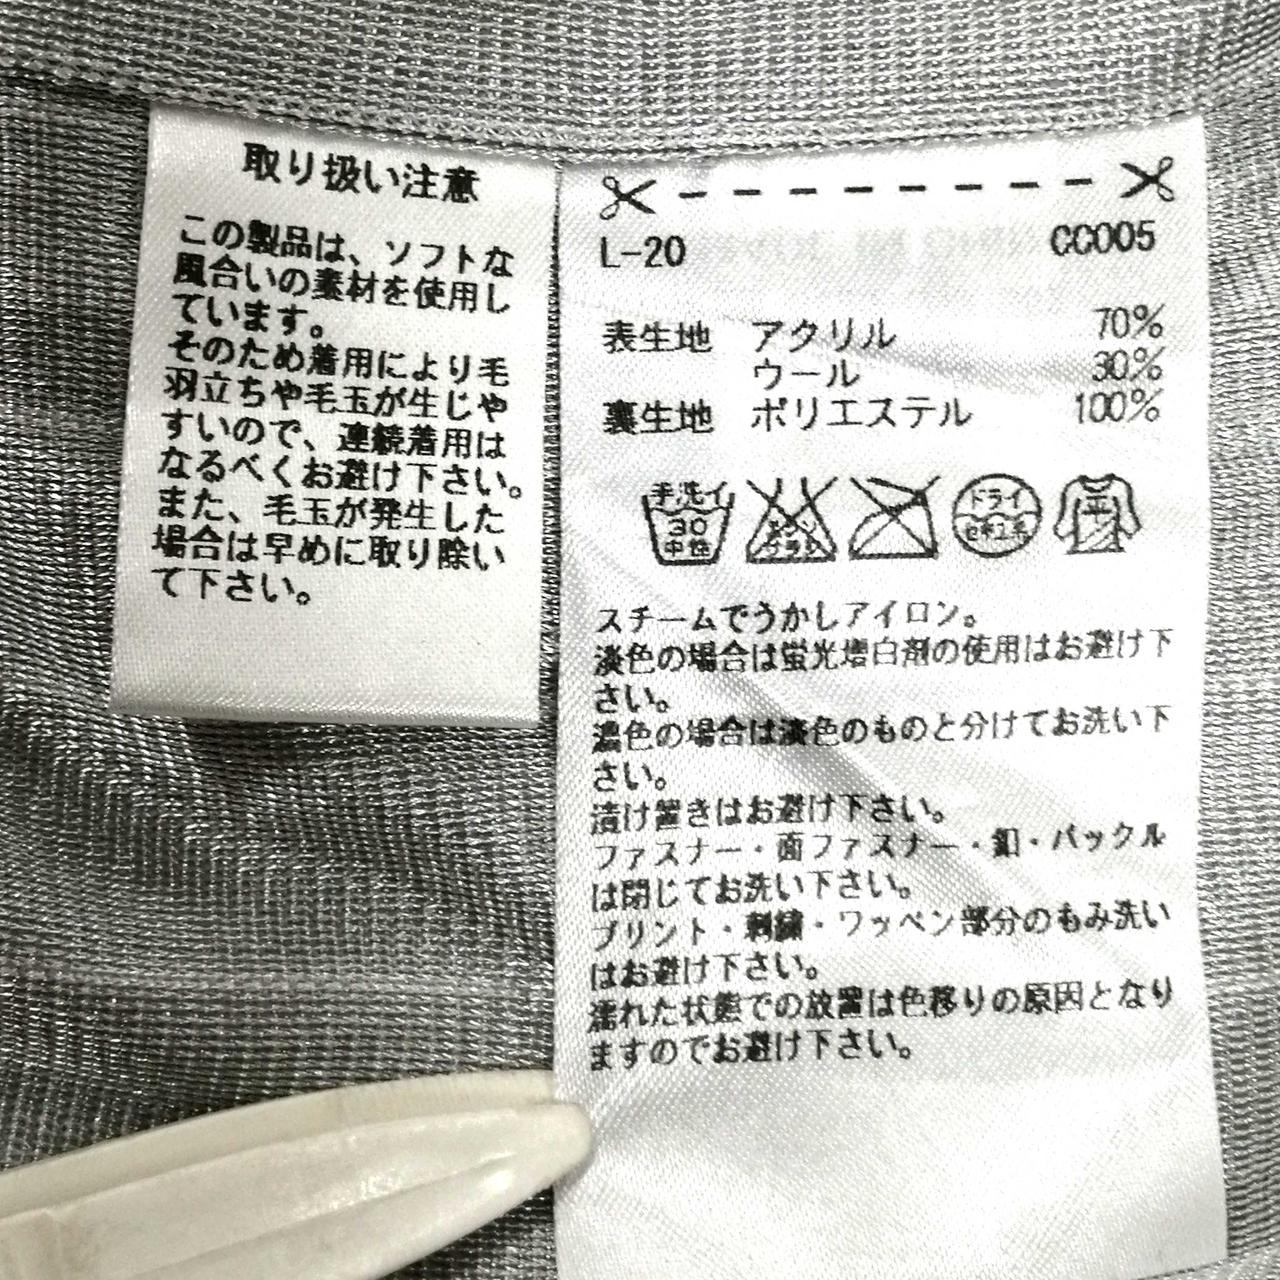 取り扱い注意
この製品は、ソフトな
風合いの素材を使用し
ています。
そのため着用により毛
羽立ちや毛玉が生じや
すいので、連続着用は
なるべくお避け下さい。
また、毛玉が発生した
場合は早めに取り除い
て下さい。
L-20 CC005
表生地 アクリル 70%
ウール 30%
裏生地 ポリエステル 100%
手洗イ
30
中性
エンソ
サラシ
ドライ
セキユ系
平
スチームでうかしアイロン。
淡色の場合は蛍光増白剤の使用はお避け下
さい。
濃色の場合は淡色のものと分けてお洗い下
さい。
漬け置きはお避け下さい。
ファスナー・面ファスナー・釦・バックル
は閉じてお洗い下さい。
プリント・刺繍・ワッペン部分のもみ洗い
はお避け下さい。
濡れた状態での放置は色移りの原因となり
ますのでお避け下さい。